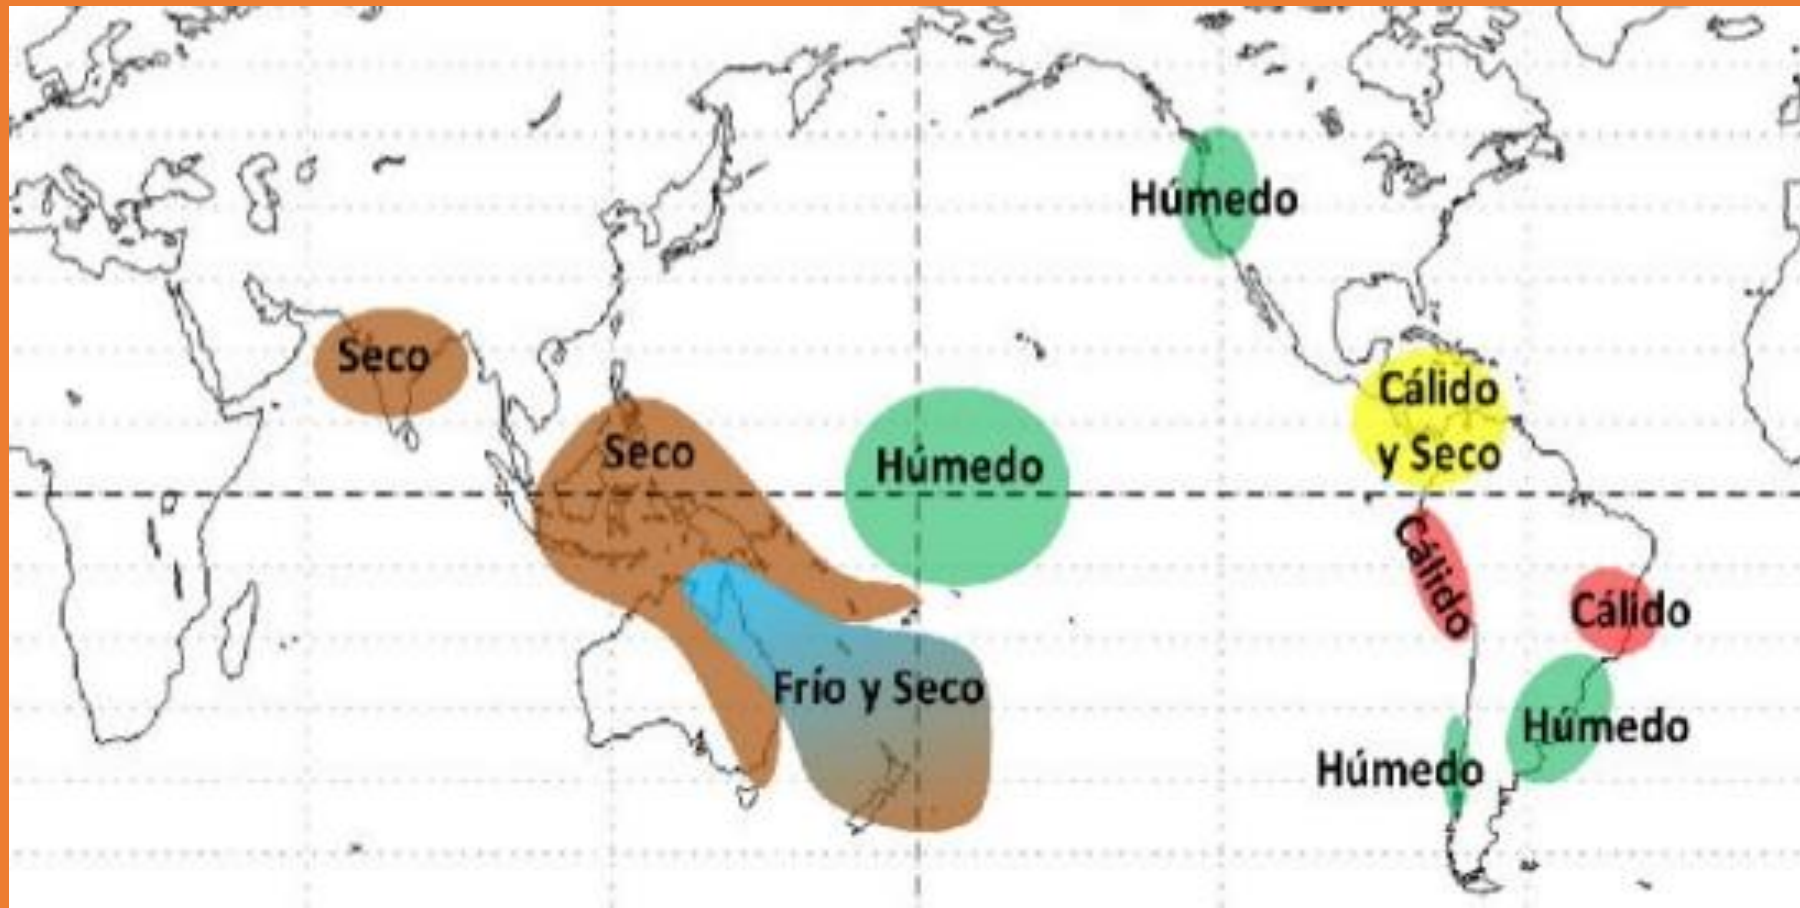 Húmedo
Seco
Cálido
y Seco
Seco
Húmedo
Cálido
Cálido
Frío y Seco
Húmedo
Húmedo